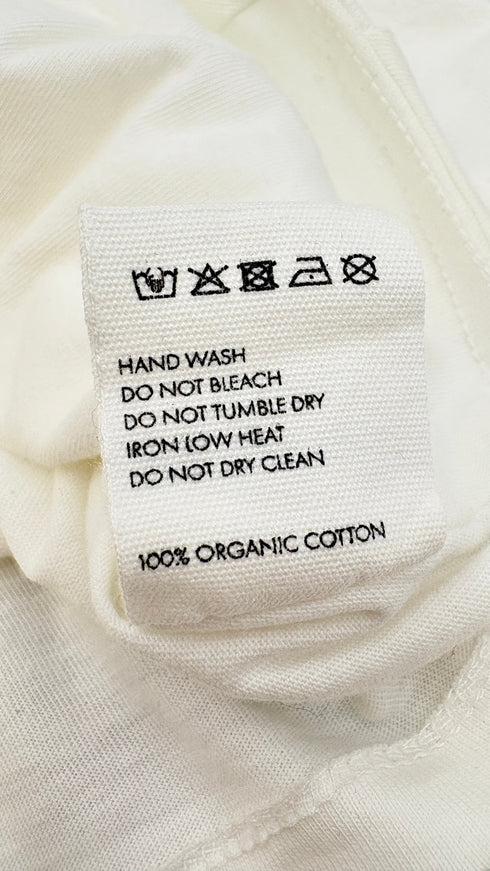 HAND WASH
DO NOT BLEACH
DO NOT TUMBLE DRY
IRON LOW HEAT
DO NOT DRY CLEAN
100% ORGANIC COTTON